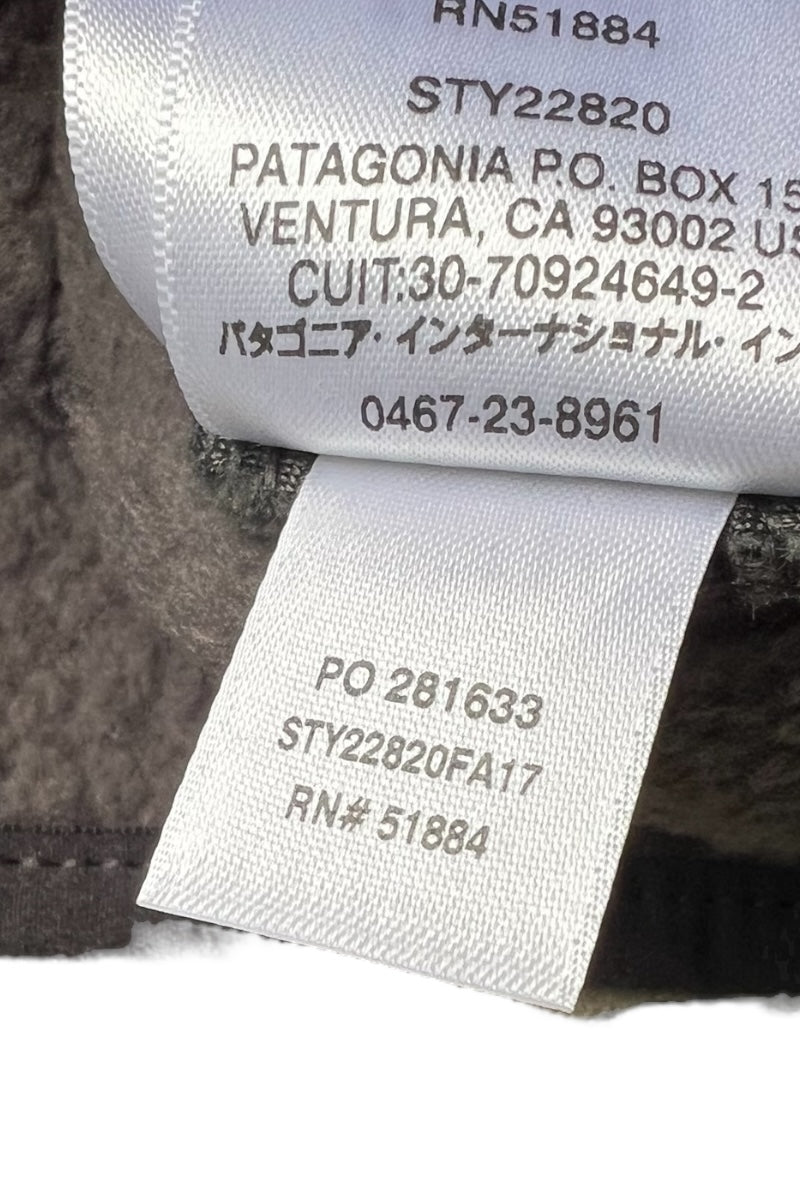 RN51884
STY22820
PATAGONIA P.O. BOX 15
VENTURA, CA 93002 US
CUIT:30-70924649-2
パタゴニア・インターナショナル・イン
0467-23-8961
PO 281633
STY22820FA17
RN# 51884